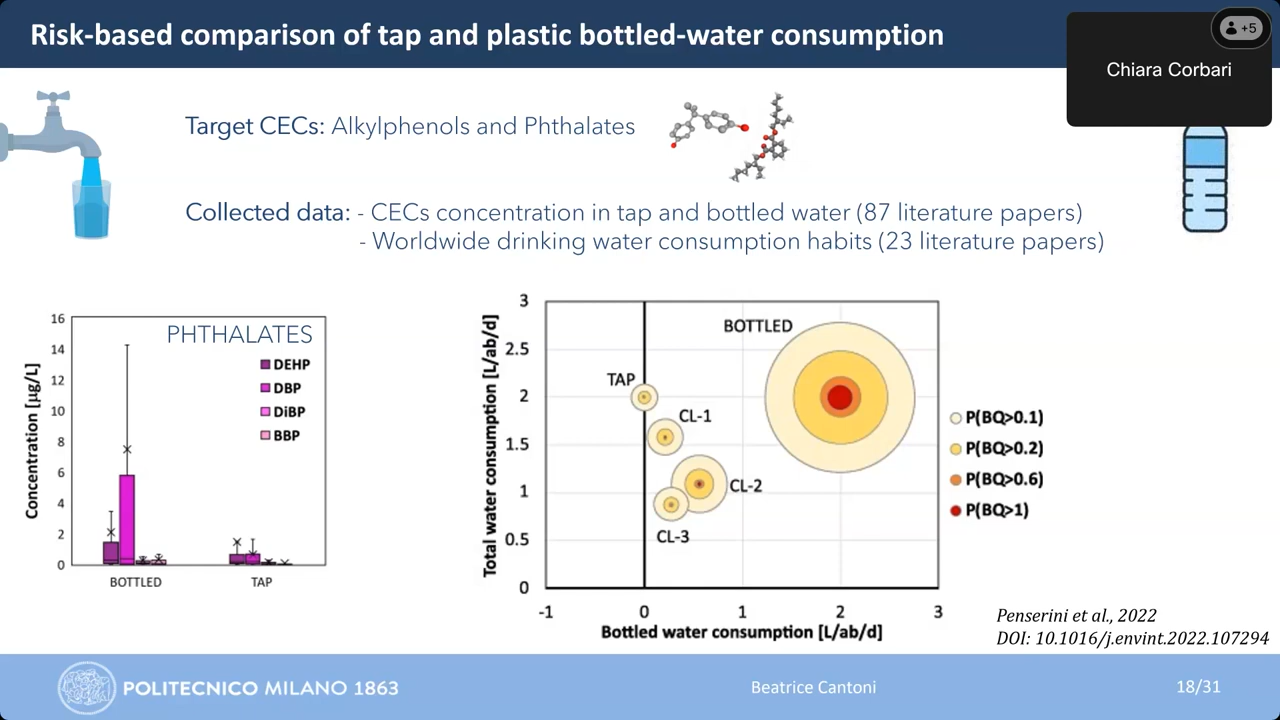 Risk-based comparison of tap and plastic bottled-water consumption
+5
Chiara Corbari
Target CECs: Alkylphenols and Phthalates
Collected data: - CECs concentration in tap and bottled water (87 literature papers)
- Worldwide drinking water consumption habits (23 literature papers)
PHTHALATES
DEHP
DBP
DiBP
BBP
Concentration [µg/L]
16
14
12
10
8
6
4
2
0
BOTTLED
TAP
Total water consumption [L/ab/d]
3
2.5
2
1.5
1
0.5
0
BOTTLED
TAP
CL-1
CL-2
CL-3
-1
0
1
2
3
Bottled water consumption [L/ab/d]
P(BQ>0.1)
P(BQ>0.2)
P(BQ>0.6)
P(BQ>1)
Penserini et al., 2022
DOI: 10.1016/j.envint.2022.107294
POLITECNICO MILANO 1863
Beatrice Cantoni
18/31